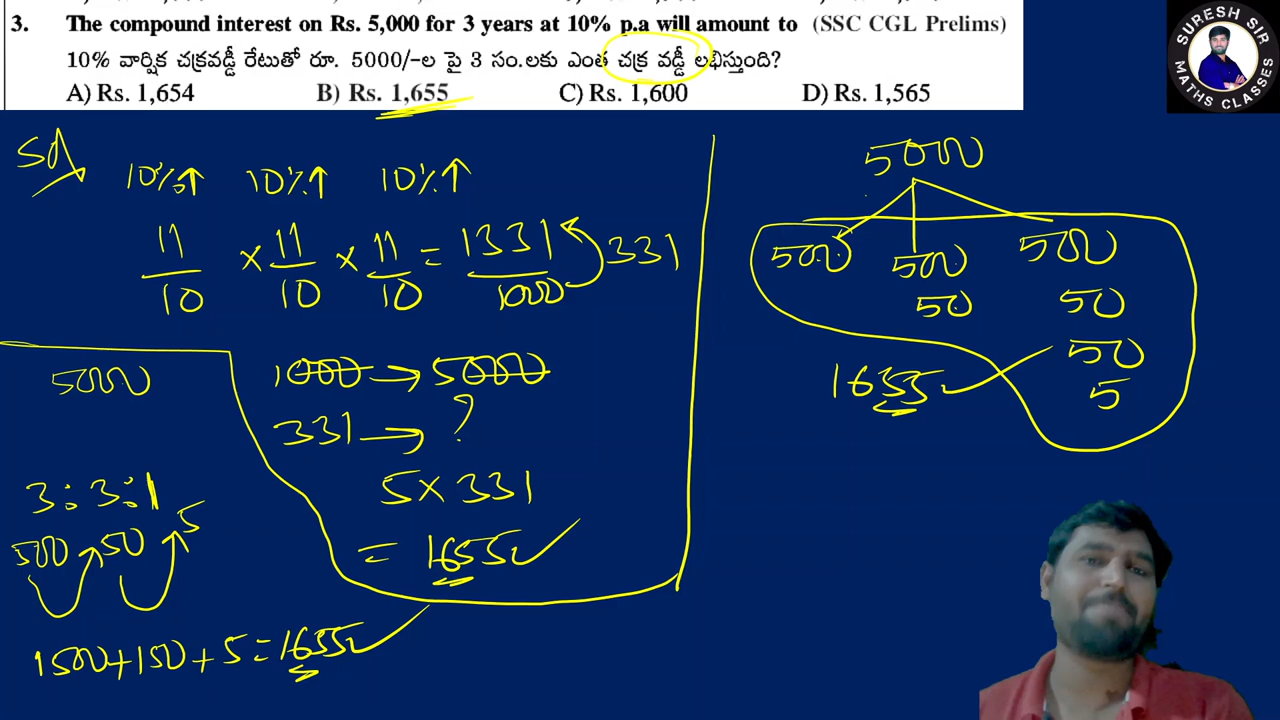 3. The compound interest on Rs. 5,000 for 3 years at 10% p.a will amount to (SSC CGL Prelims)
10% వార్షిక చక్రవడ్డీ రేటుతో రూ. 5000/-ల పై 3 సం.లకు ఎంత చక్ర వడ్డీ లభిస్తుంది?
A) Rs. 1,654 B) Rs. 1,655 C) Rs. 1,600 D) Rs. 1,565
SURESH SIR
MATHS CLASSES
10%↑ 10%↑ 10%↑
11/10 × 11/10 × 11/10 = 1331/1000 331
1000 → 5000
331 → ?
5 × 331
= 1655
5000
3 : 3 : 1
500 50 5
1500 + 150 + 5 = 1655
5000
500 500 500
50 50
50
5
1655